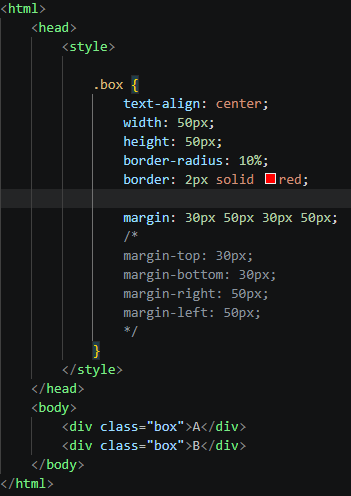 <html>
<head>
<style>
.box {
text-align: center;
width: 50px;
height: 50px;
border-radius: 10%;
border: 2px solid red;
margin: 30px 50px 30px 50px;
/*
margin-top: 30px;
margin-bottom: 30px;
margin-right: 50px;
margin-left: 50px;
*/
}
</style>
</head>
<body>
<div class="box">A</div>
<div class="box">B</div>
</body>
</html>